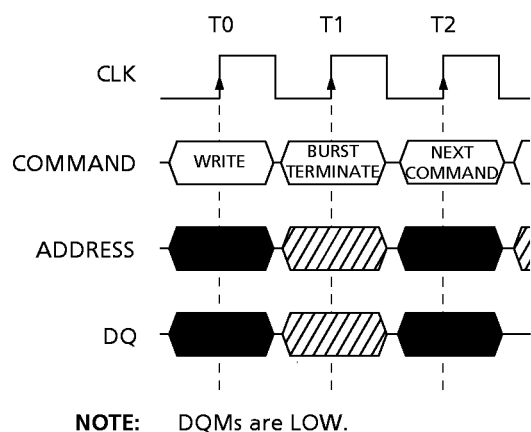 T0 T1 T2
CLK
COMMAND WRITE BURST TERMINATE NEXT COMMAND
ADDRESS
DQ
NOTE: DQMs are LOW.